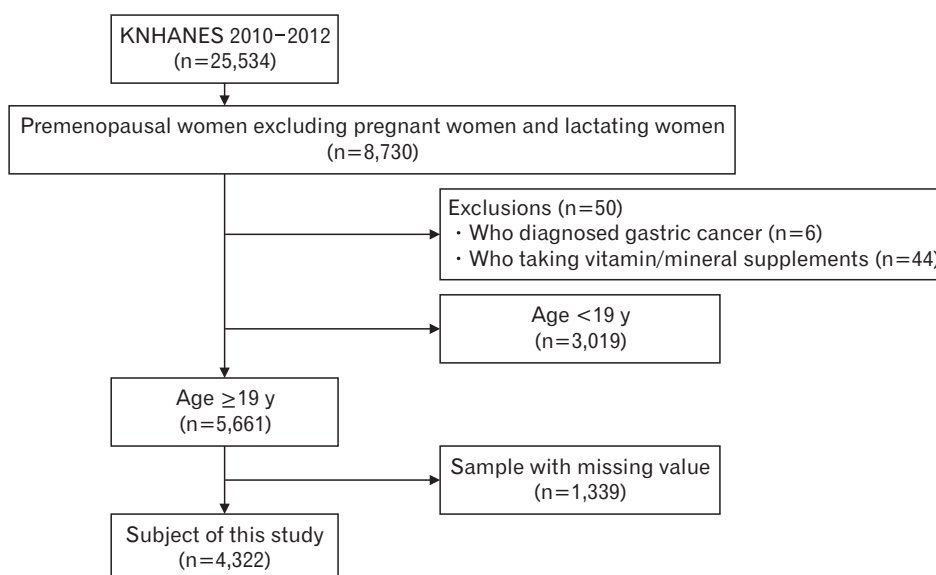 KNHANES 2010−2012
(n=25,534)
Premenopausal women excluding pregnant women and lactating women
(n=8,730)
Exclusions (n=50)
· Who diagnosed gastric cancer (n=6)
· Who taking vitamin/mineral supplements (n=44)
Age <19 y
(n=3,019)
Age ≥19 y
(n=5,661)
Sample with missing value
(n=1,339)
Subject of this study
(n=4,322)